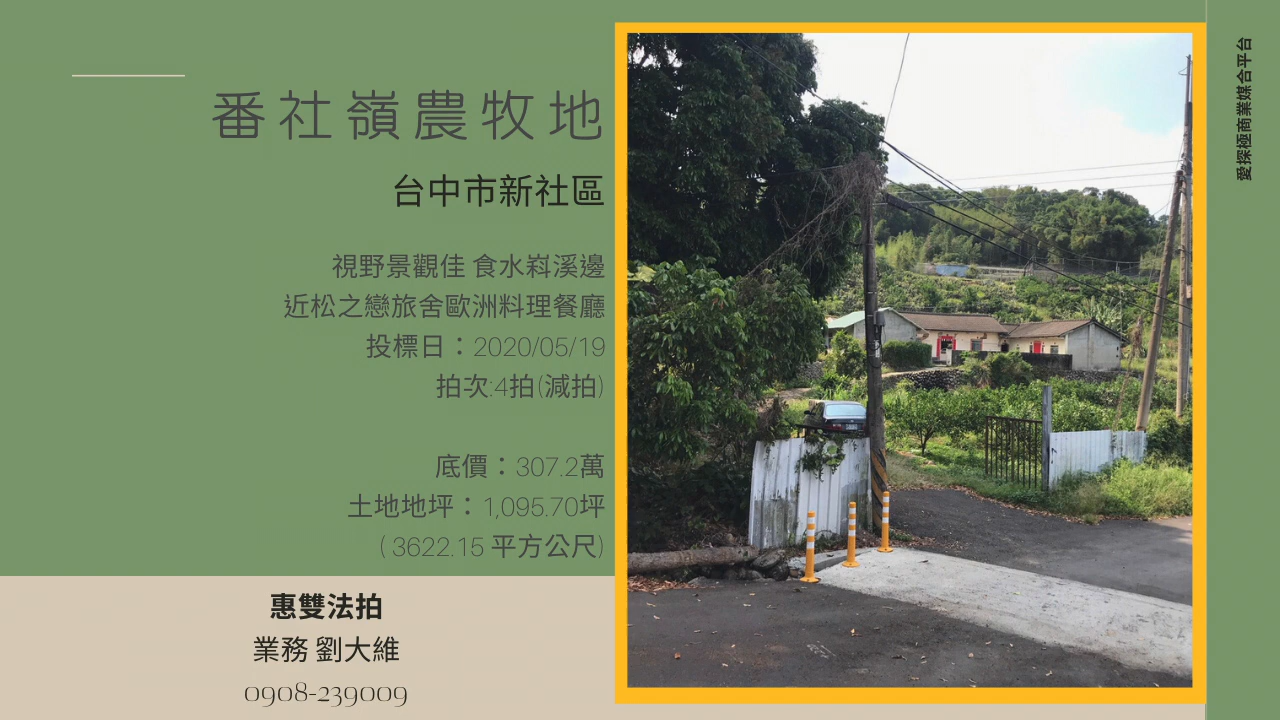 番社嶺農牧地
台中市新社區
視野景觀佳 食水嵙溪邊
近松之戀旅舍歐洲料理餐廳
投標日：2020/05/19
拍次:4拍(減拍)
底價：307.2萬
土地地坪：1,095.70坪
( 3622.15 平方公尺)
惠雙法拍
業務 劉大維
0908-239009
愛探極商業媒合平台